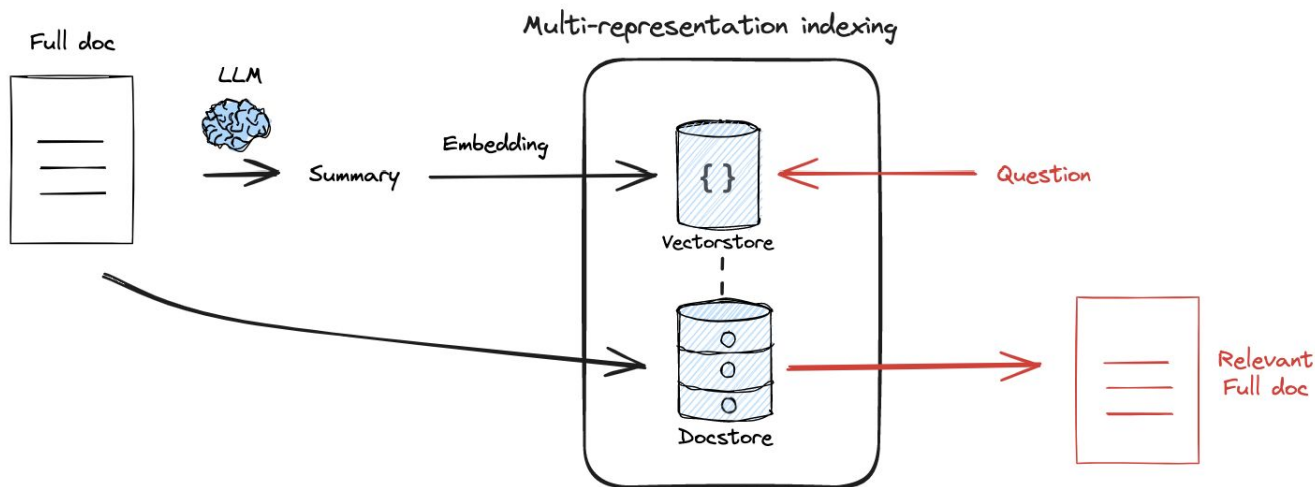 Multi-representation indexing
Full doc
LLM
Embedding
Summary
{ }
Question
Vectorstore
Relevant
Full doc
Docstore